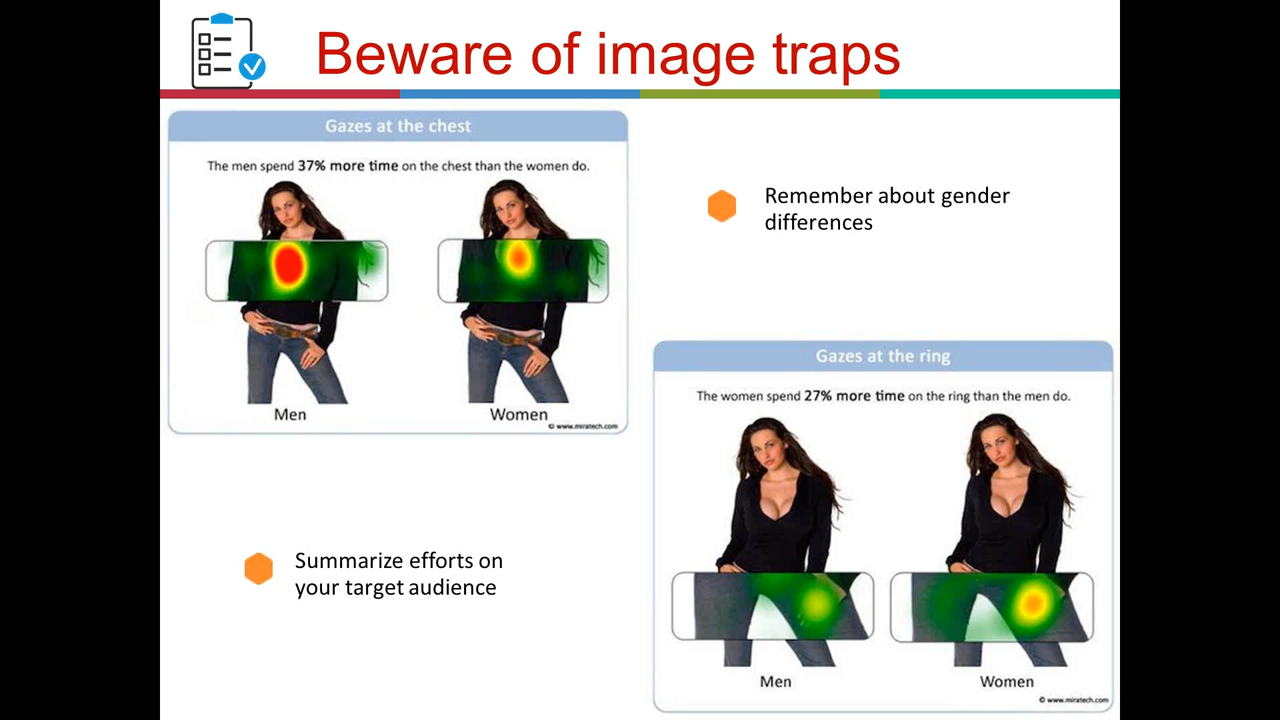 Beware of image traps
Gazes at the chest
The men spend 37% more time on the chest than the women do.
Men
Women
© www.miratech.com
Remember about gender
differences
Gazes at the ring
The women spend 27% more time on the ring than the men do.
Men
Women
© www.miratech.com
Summarize efforts on
your target audience